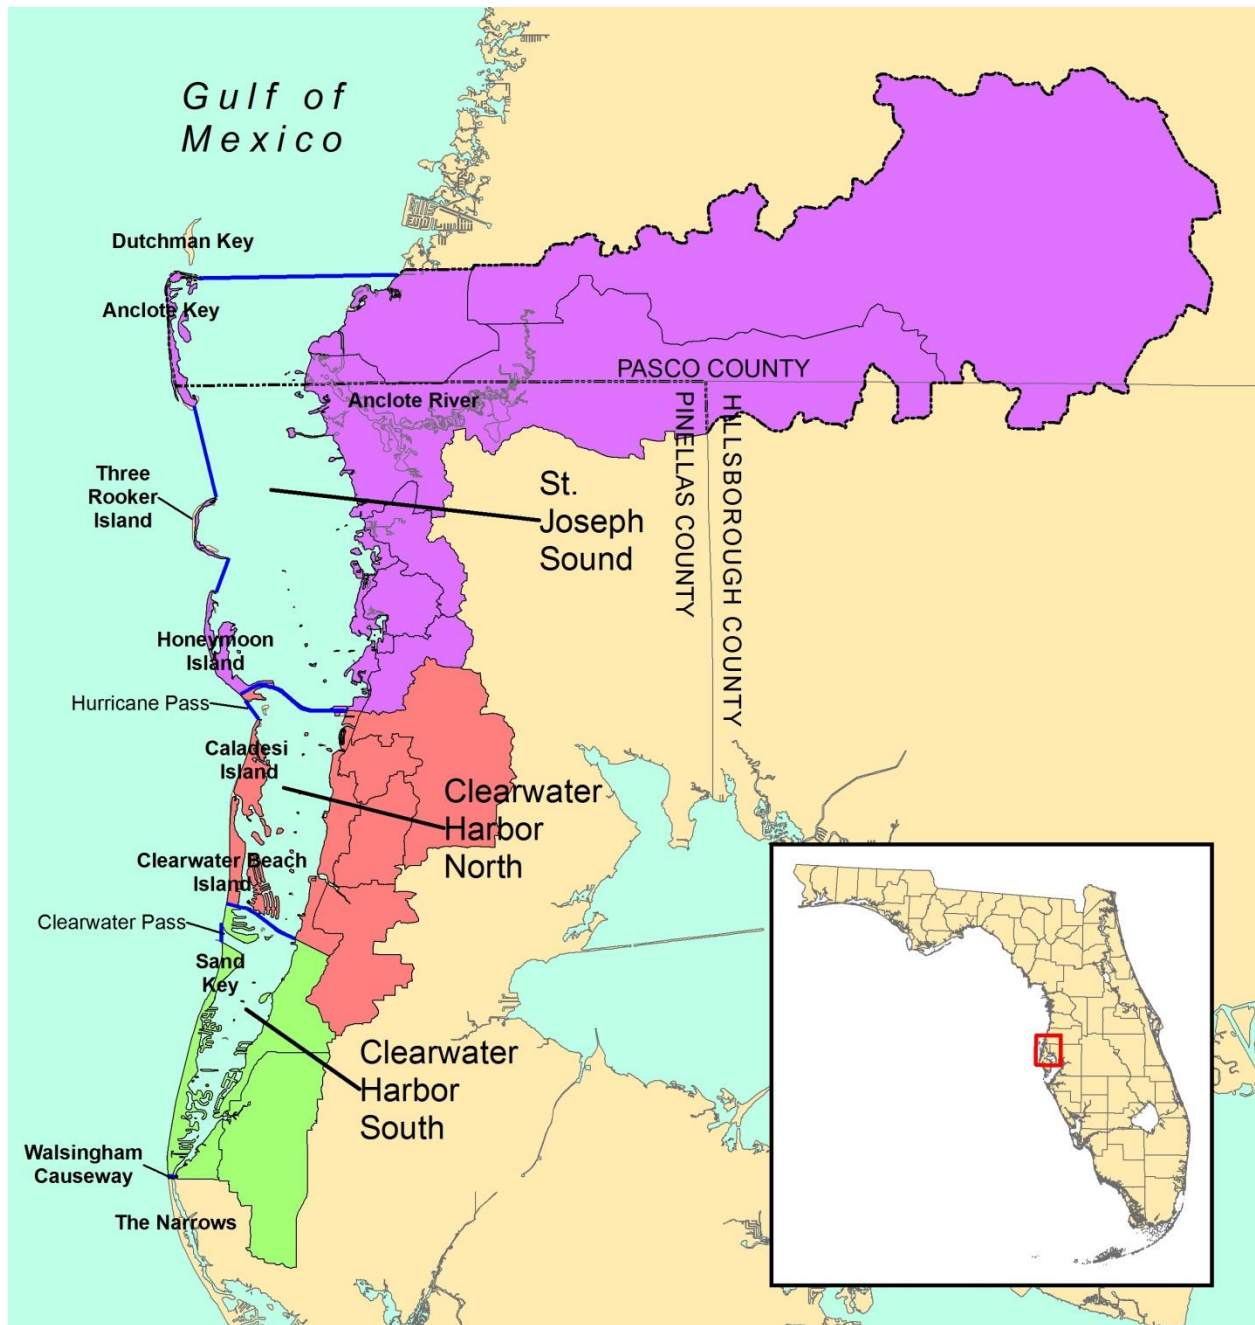 Gulf of
Mexico
Dutchman Key
Anclote Key
PASCO COUNTY
Anclote River
PINELLAS COUNTY
HILLSBOROUGH COUNTY
Three
Rooker
Island
St.
Joseph
Sound
Honeymoon
Island
Hurricane Pass
Caladesi
Island
Clearwater
Harbor
North
Clearwater Beach
Island
Clearwater Pass
Sand
Key
Clearwater
Harbor
South
Walsingham
Causeway
The Narrows